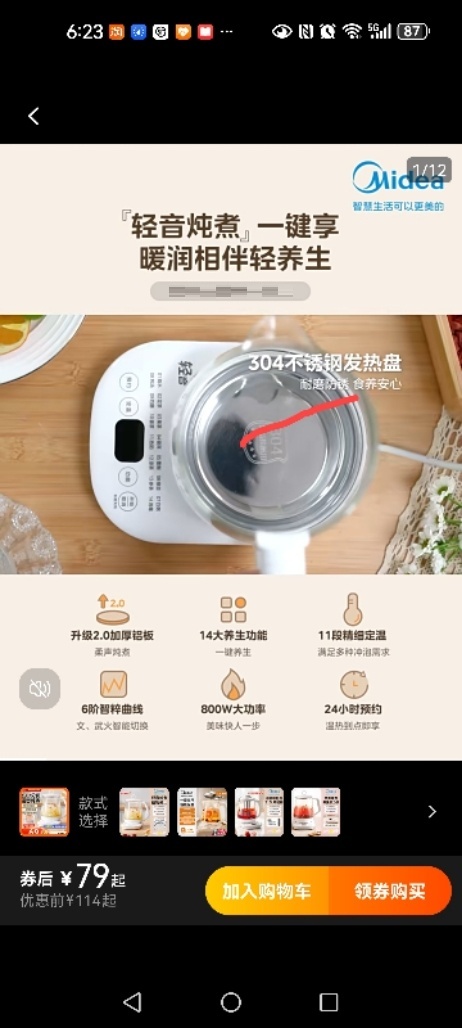 6:23
5G
87
1/12
Midea
智慧生活可以更美的
『轻音炖煮』一键享
暖润相伴轻养生
轻音
304不锈钢发热盘
耐磨防锈 食养安心
304
2.0
升级2.0加厚铝板
柔声炖煮
14大养生功能
一键养生
11段精细定温
满足多种冲泡需求
6阶智粹曲线
文、武火智能切换
800W大功率
美味快人一步
24小时预约
温热到点即享
款式
选择
券后 ¥79起
优惠前¥114起
加入购物车
领券购买